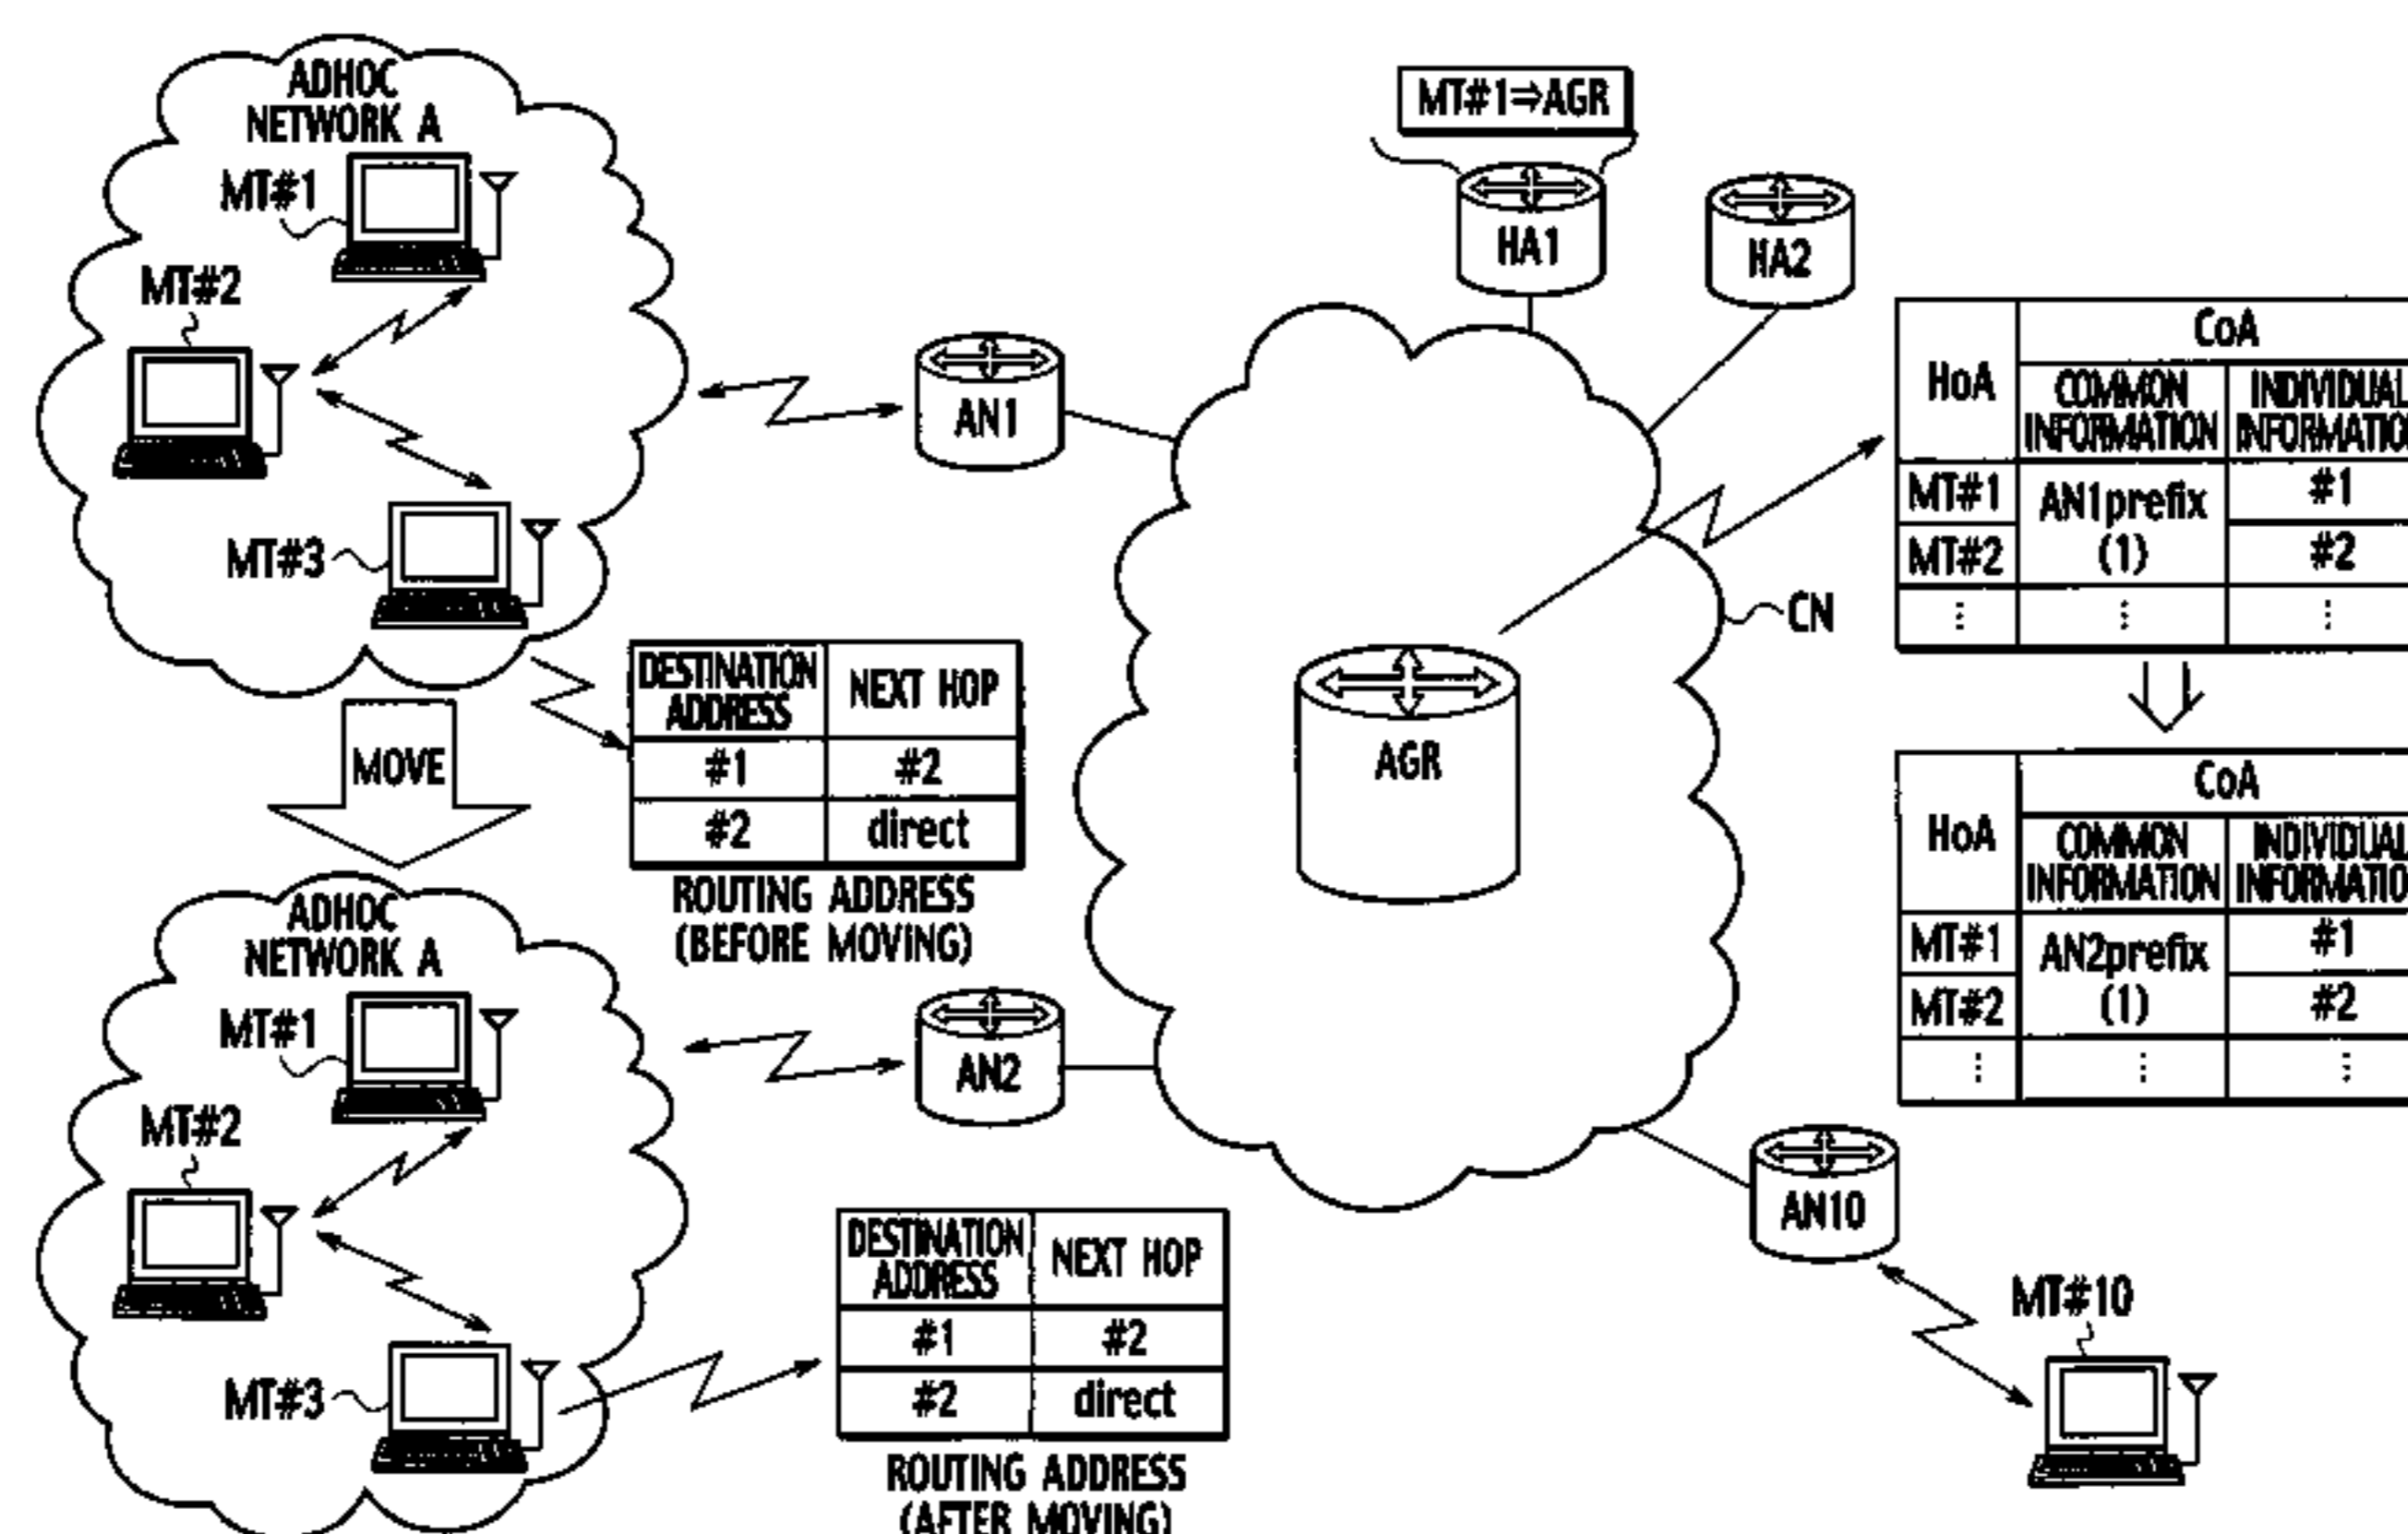 ADHOC
NETWORK A
MT#1
MT#2
MT#3
MOVE
DESTINATION
ADDRESS
NEXT HOP
#1
#2
#2
direct
ROUTING ADDRESS
(BEFORE MOVING)
ADHOC
NETWORK A
MT#1
MT#2
MT#3
DESTINATION
ADDRESS
NEXT HOP
#1
#2
#2
direct
ROUTING ADDRESS
(AFTER MOVING)
AN1
AN2
MT#1⇒AGR
HA1
HA2
AGR
CN
HoA
CoA
COMMON
INFORMATION
INDIVIDUAL
INFORMATIO
MT#1
AN1prefix
(1)
#1
MT#2
#2
HoA
CoA
COMMON
INFORMATION
INDIVIDUAL
INFORMATIO
MT#1
AN2prefix
(1)
#1
MT#2
#2
AN10
MT#10